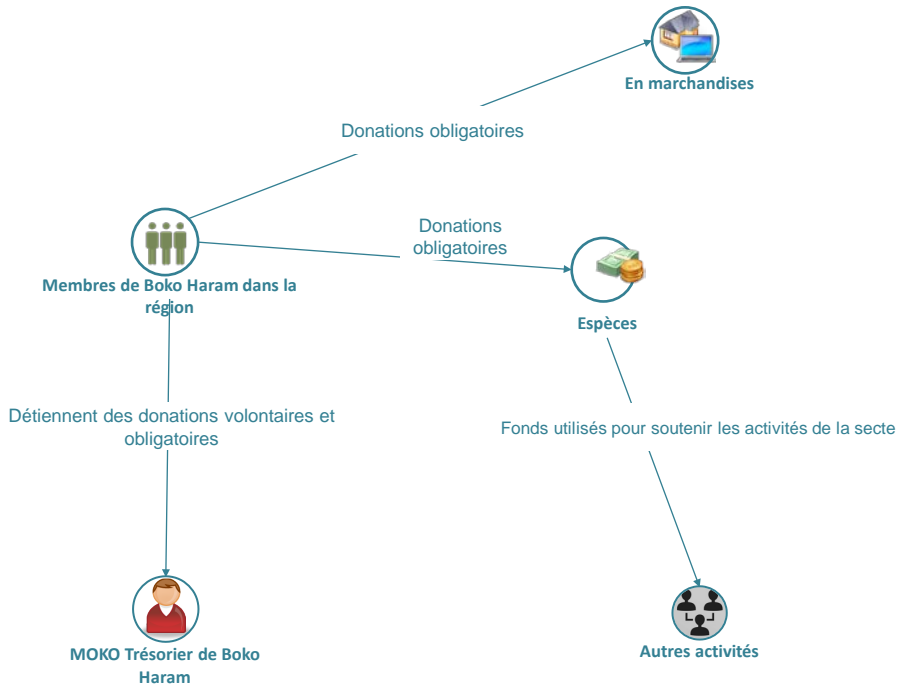 En marchandises
Donations obligatoires
Donations
obligatoires
Membres de Boko Haram dans la
région
Espèces
Détiennent des donations volontaires et
obligatoires
Fonds utilisés pour soutenir les activités de la secte
MOKO Trésorier de Boko
Haram
Autres activités